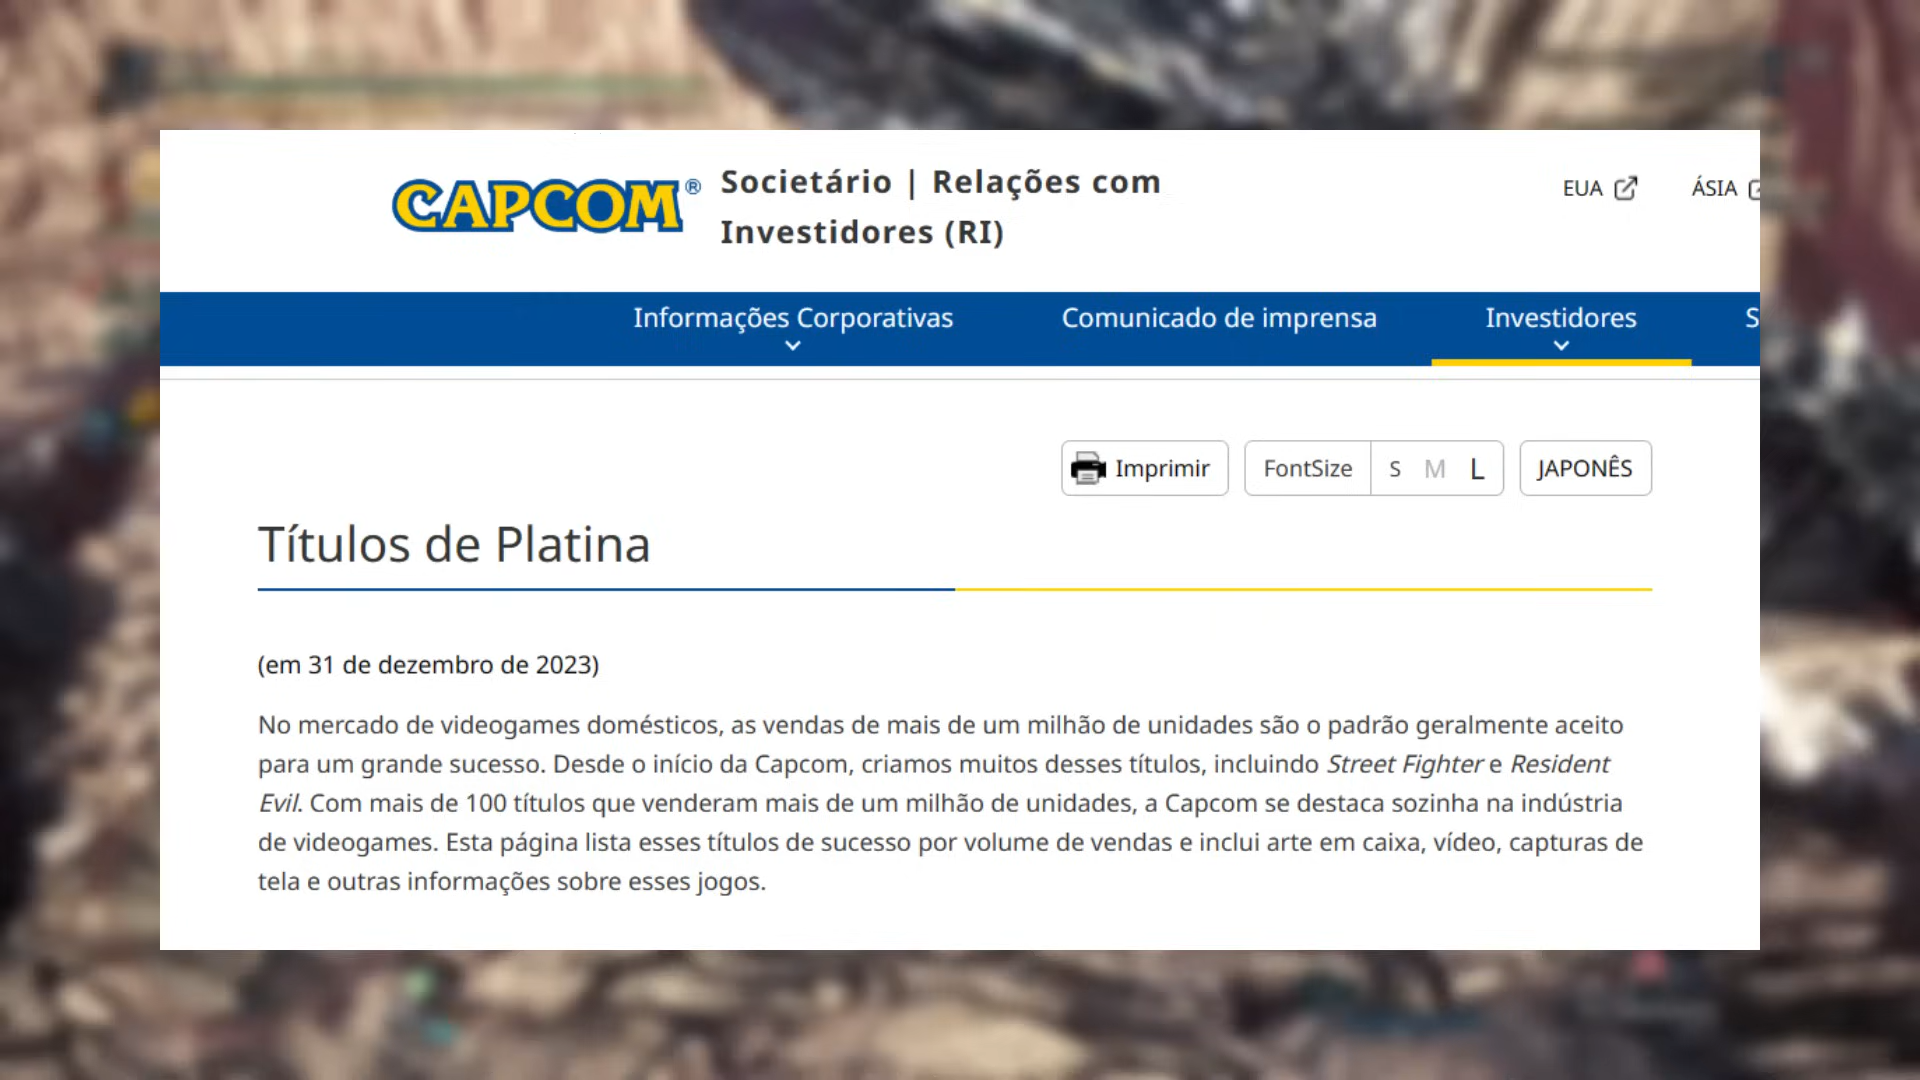 CAPCOM® Societário | Relações com
Investidores (RI)
EUA
ÁSIA
Informações Corporativas
Comunicado de imprensa
Investidores
S
Imprimir
FontSize S M L
JAPONÊS
Títulos de Platina
(em 31 de dezembro de 2023)
No mercado de videogames domésticos, as vendas de mais de um milhão de unidades são o padrão geralmente aceito
para um grande sucesso. Desde o início da Capcom, criamos muitos desses títulos, incluindo Street Fighter e Resident
Evil. Com mais de 100 títulos que venderam mais de um milhão de unidades, a Capcom se destaca sozinha na indústria
de videogames. Esta página lista esses títulos de sucesso por volume de vendas e inclui arte em caixa, vídeo, capturas de
tela e outras informações sobre esses jogos.